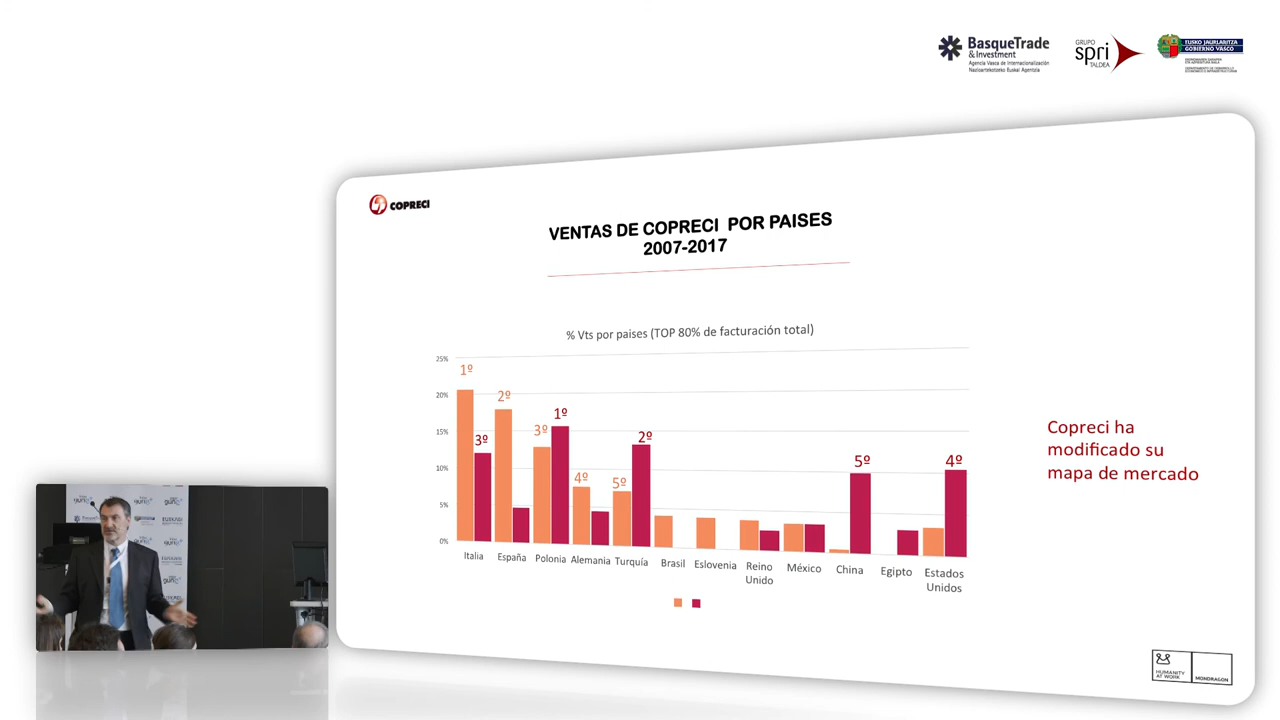 BasqueTrade
& Investment
Agencia Vasca de Internacionalización
Nazioartekotzeko Euskal Agentzia
GRUPO
spri
TALDEA
EUSKO JAURLARITZA
GOBIERNO VASCO
COPRECI
VENTAS DE COPRECI POR PAISES
2007-2017
% Vts por paises (TOP 80% de facturación total)
25%
20%
15%
10%
5%
0%
1º
3º
2º
3º
1º
4º
5º
2º
5º
4º
Italia
España
Polonia
Alemania
Turquía
Brasil
Eslovenia
Reino
Unido
México
China
Egipto
Estados
Unidos
Copreci ha
modificado su
mapa de mercado
HUMANITY
AT WORK
MONDRAGON